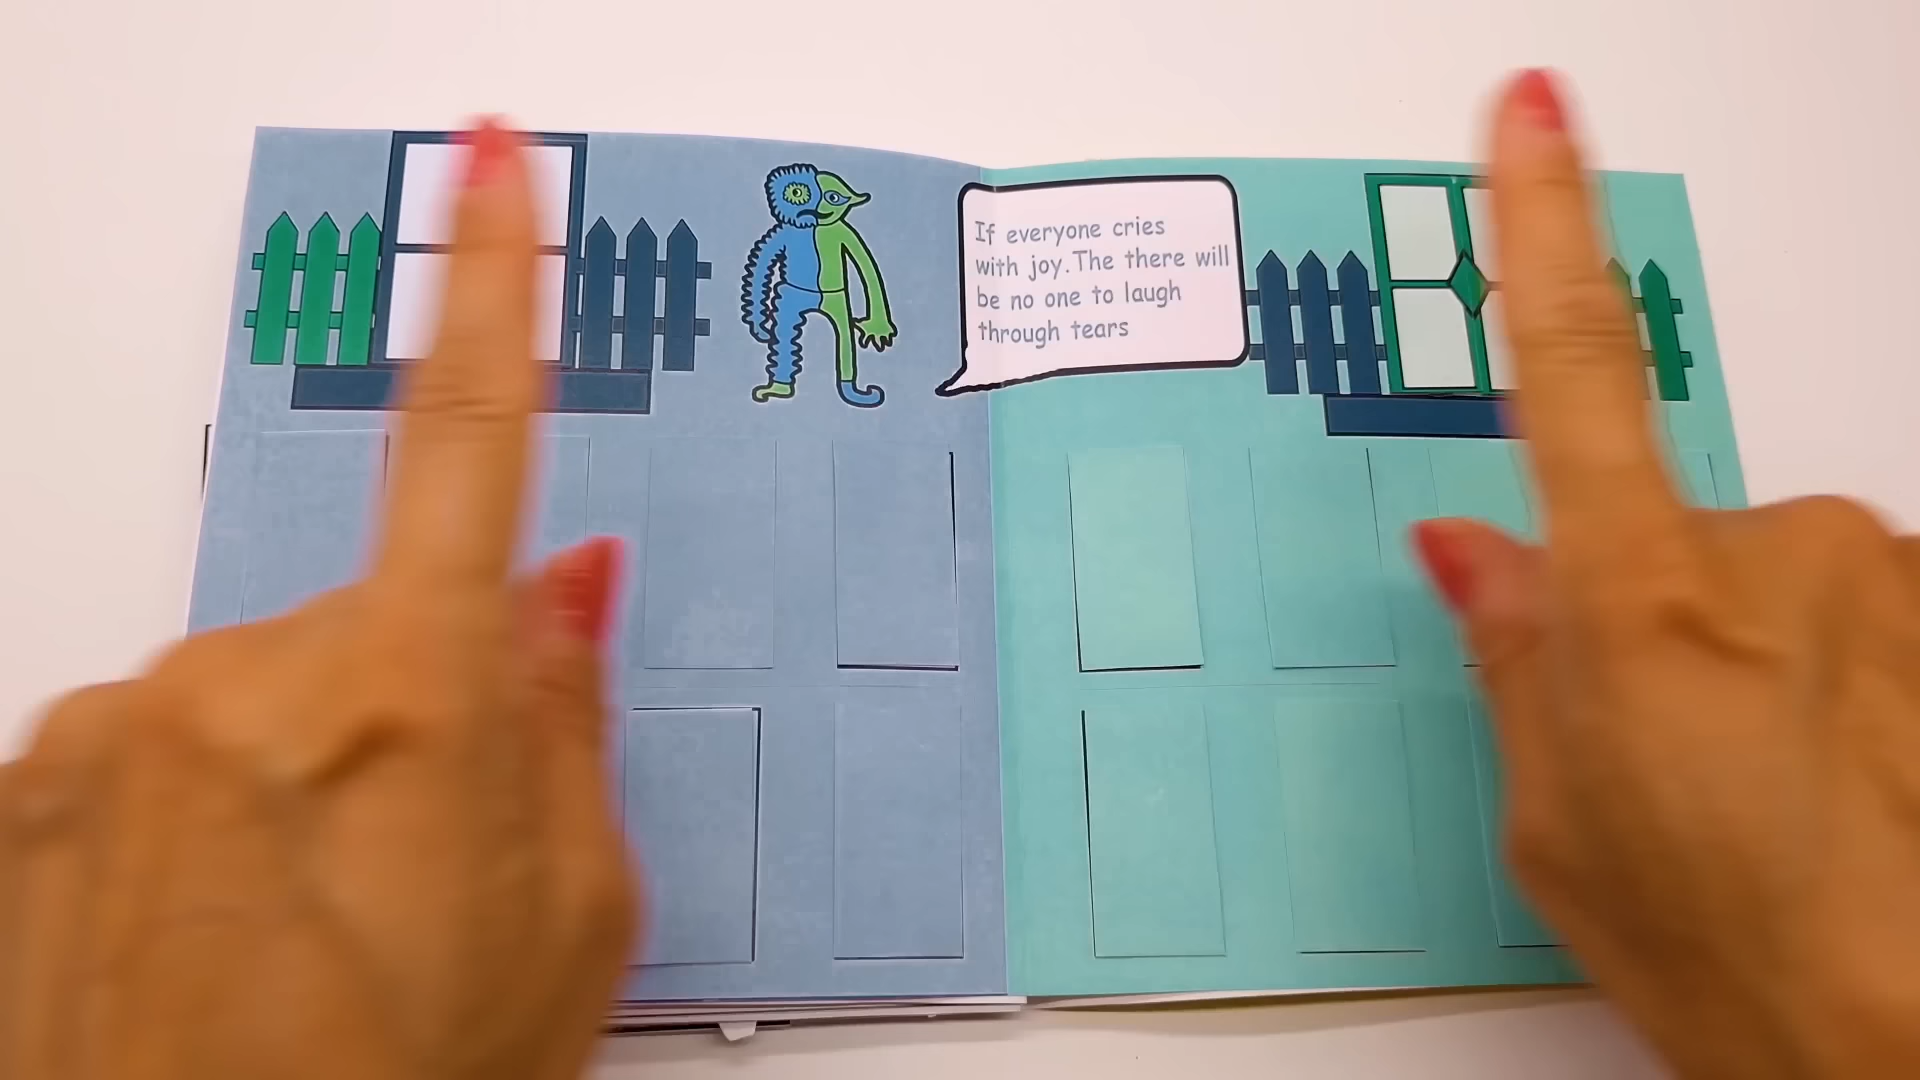 If everyone cries
with joy.The there will
be no one to laugh
through tears